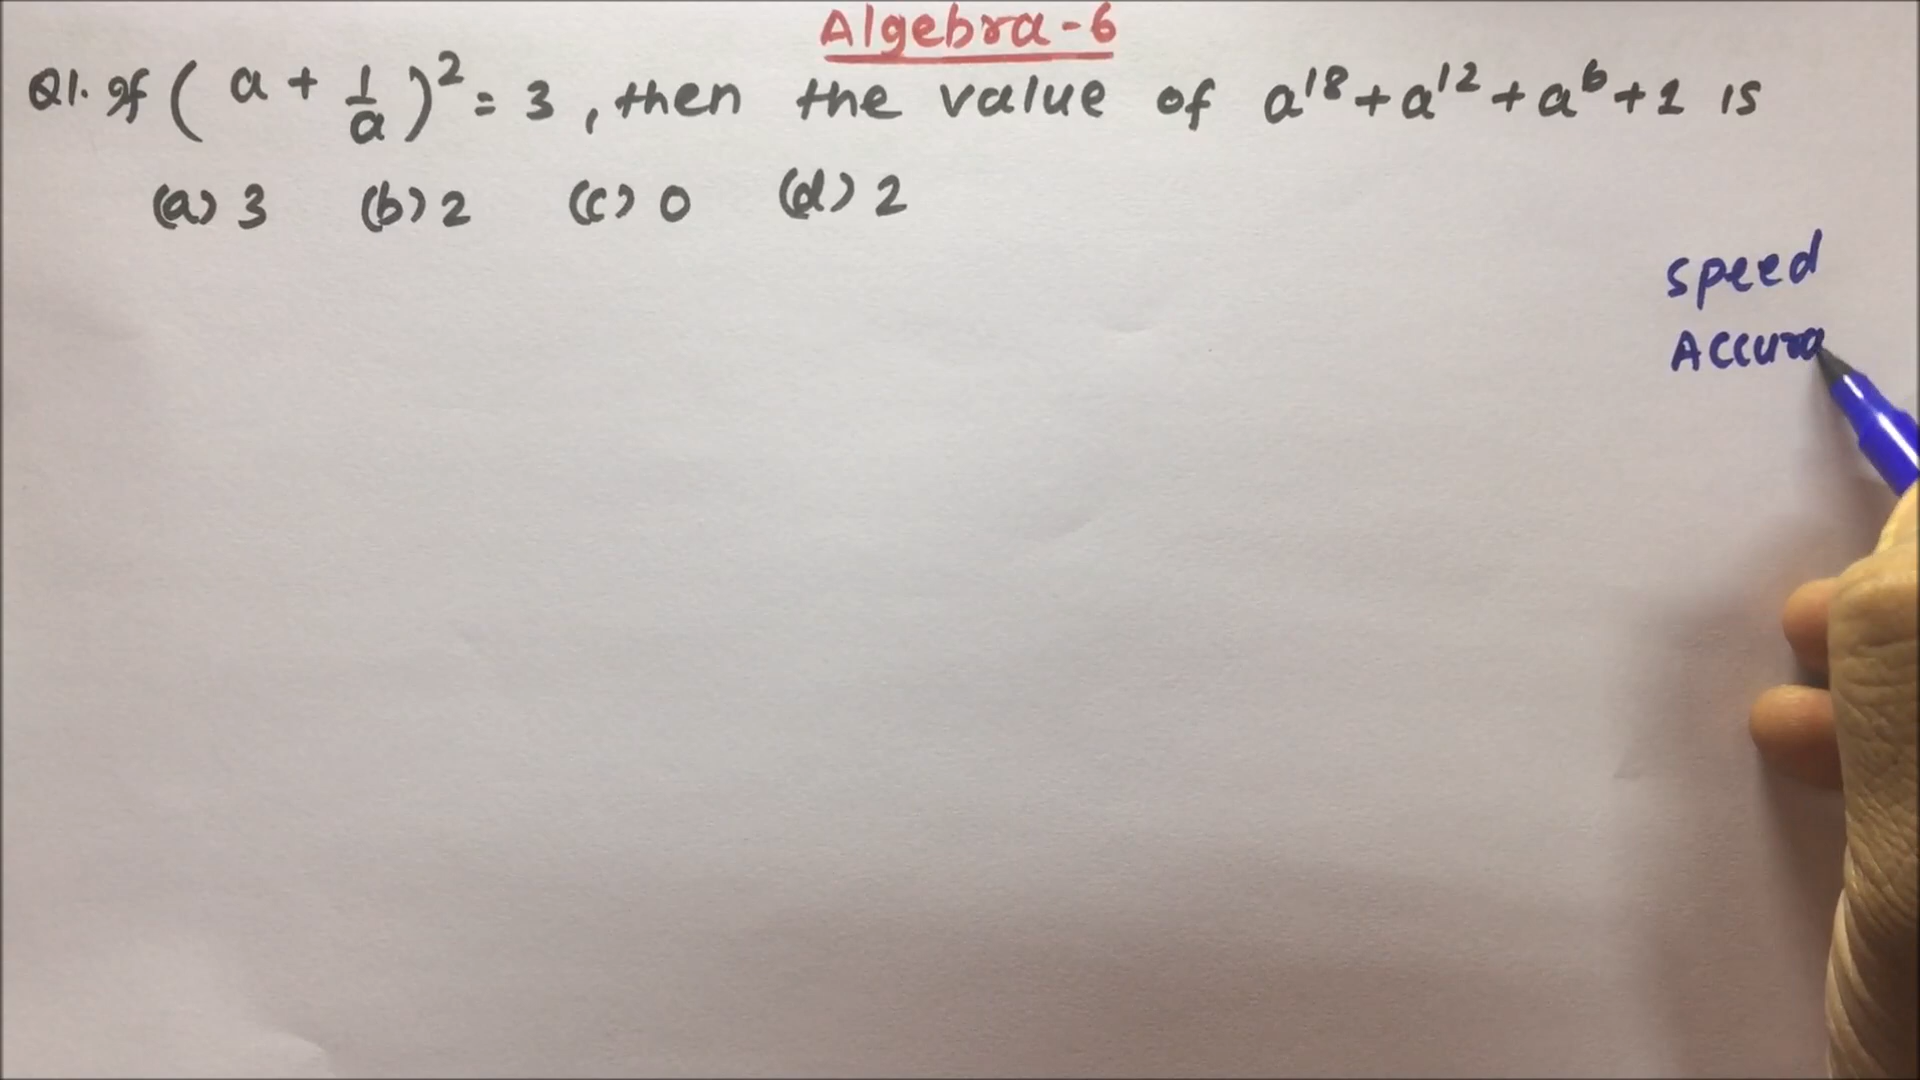 Algebra-6
Q1. If ( a + 1/a )² = 3, then the value of a¹⁸ + a¹² + a⁶ + 1 is
(a) 3 (b) 2 (c) 0 (d) 2
Speed
Accura